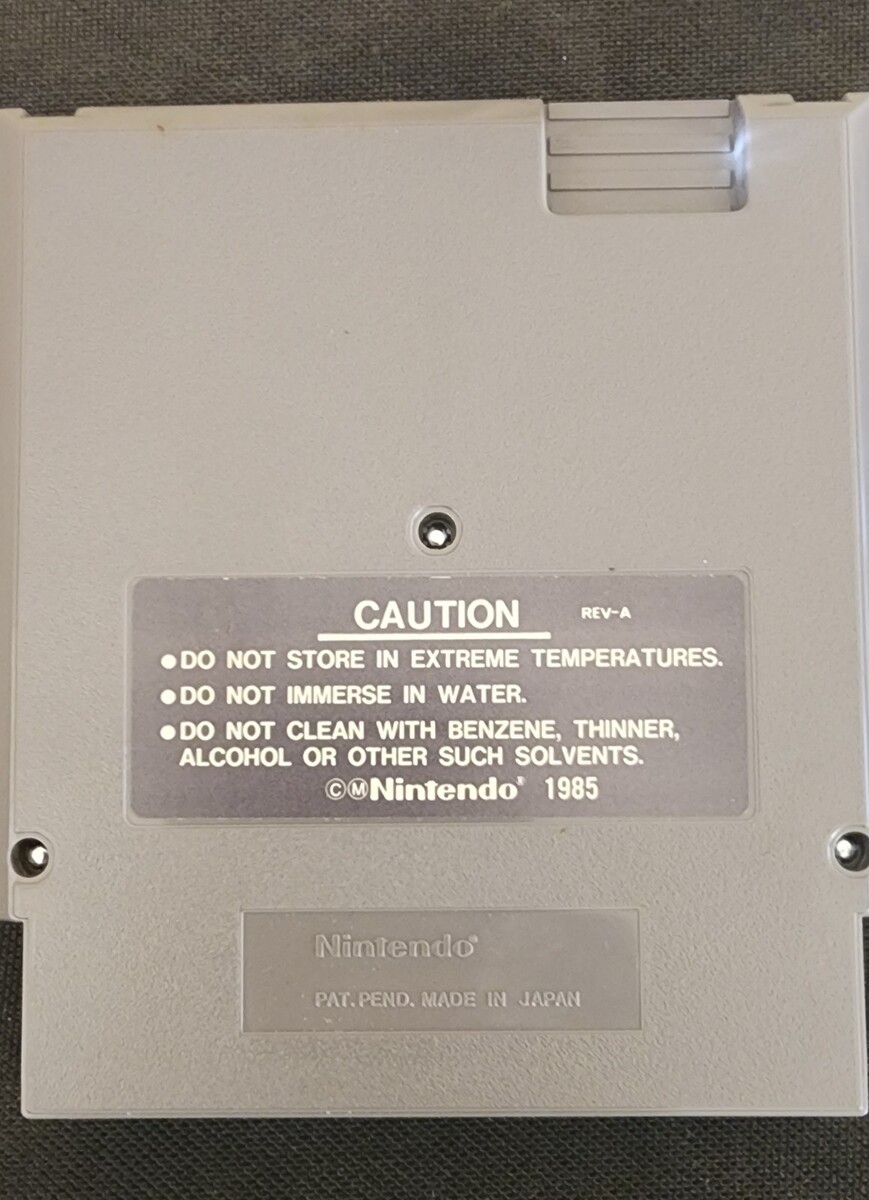 CAUTION REV-A
●DO NOT STORE IN EXTREME TEMPERATURES.
●DO NOT IMMERSE IN WATER.
●DO NOT CLEAN WITH BENZENE, THINNER,
ALCOHOL OR OTHER SUCH SOLVENTS.
©ⓂNintendo® 1985
Nintendo®
PAT. PEND. MADE IN JAPAN